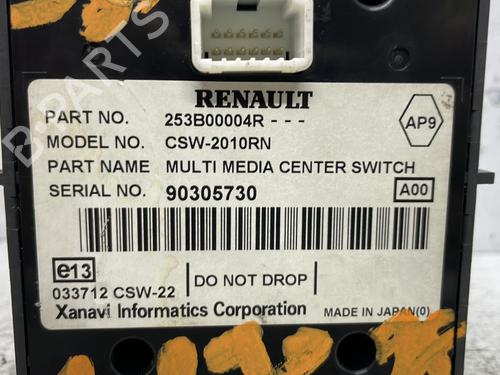 B-PARTS
RENAULT
PART NO. 253B00004R - - -
AP9
MODEL NO. CSW-2010RN
PART NAME MULTI MEDIA CENTER SWITCH
SERIAL NO. 90305730
A00
e13
DO NOT DROP
033712 CSW-22
Xanavi Informatics Corporation
MADE IN JAPAN(0)